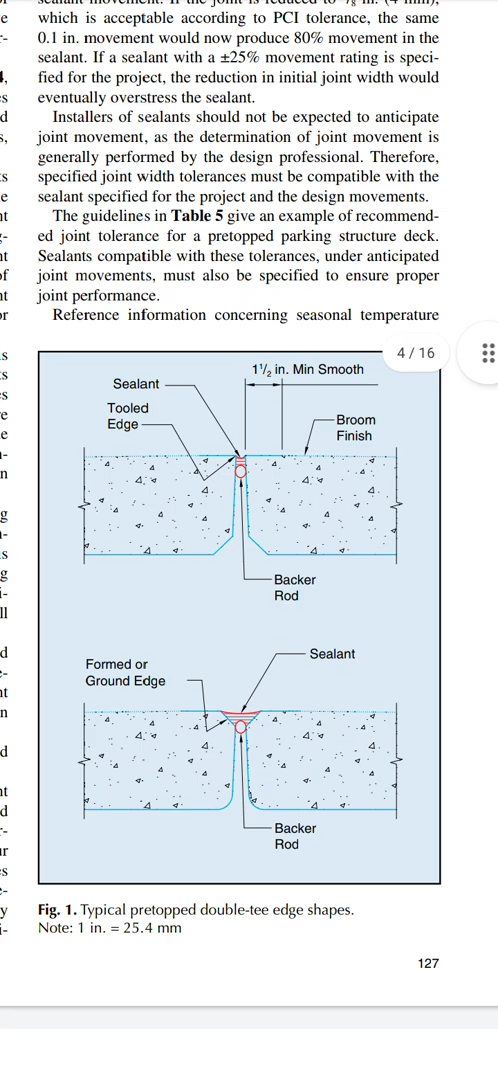 which is acceptable according to PCI tolerance, the same
0.1 in. movement would now produce 80% movement in the
sealant. If a sealant with a ±25% movement rating is speci-
fied for the project, the reduction in initial joint width would
eventually overstress the sealant.
Installers of sealants should not be expected to anticipate
joint movement, as the determination of joint movement is
generally performed by the design professional. Therefore,
specified joint width tolerances must be compatible with the
sealant specified for the project and the design movements.
The guidelines in Table 5 give an example of recommend-
ed joint tolerance for a pretopped parking structure deck.
Sealants compatible with these tolerances, under anticipated
joint movements, must also be specified to ensure proper
joint performance.
Reference information concerning seasonal temperature
4 / 16
1 1/2 in. Min Smooth
Sealant
Tooled
Edge
Broom
Finish
Backer
Rod
Sealant
Formed or
Ground Edge
Backer
Rod
Fig. 1. Typical pretopped double-tee edge shapes.
Note: 1 in. = 25.4 mm
127